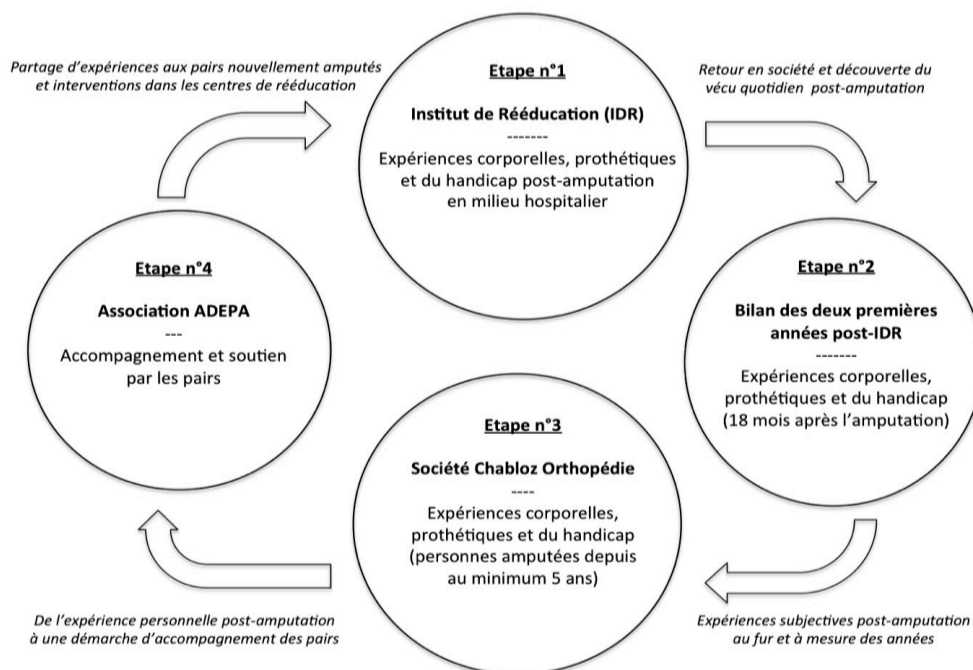 Partage d'expériences aux pairs nouvellement amputés
et interventions dans les centres de rééducation
Etape n°1
Institut de Rééducation (IDR)
-------
Expériences corporelles, prothétiques
et du handicap post-amputation
en milieu hospitalier
Retour en société et découverte du
vécu quotidien post-amputation
Etape n°2
Bilan des deux premières
années post-IDR
-------
Expériences corporelles,
prothétiques et du handicap
(18 mois après l'amputation)
Expériences subjectives post-amputation
au fur et à mesure des années
Etape n°3
Société Chabloz Orthopédie
----
Expériences corporelles,
prothétiques et du handicap
(personnes amputées depuis
au minimum 5 ans)
De l'expérience personnelle post-amputation
à une démarche d'accompagnement des pairs
Etape n°4
Association ADEPA
---
Accompagnement et soutien
par les pairs